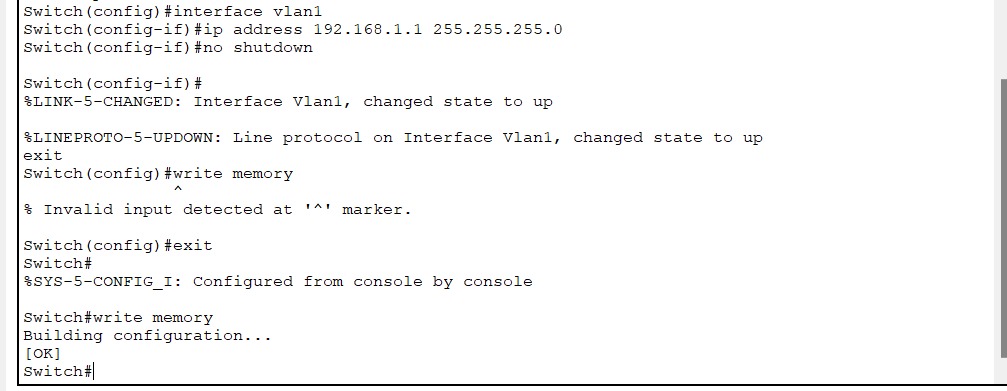 Switch(config)#interface vlan1
Switch(config-if)#ip address 192.168.1.1 255.255.255.0
Switch(config-if)#no shutdown
Switch(config-if)#
%LINK-5-CHANGED: Interface Vlan1, changed state to up
%LINEPROTO-5-UPDOWN: Line protocol on Interface Vlan1, changed state to up
exit
Switch(config)#write memory
^
% Invalid input detected at '^' marker.
Switch(config)#exit
Switch#
%SYS-5-CONFIG_I: Configured from console by console
Switch#write memory
Building configuration...
[OK]
Switch#